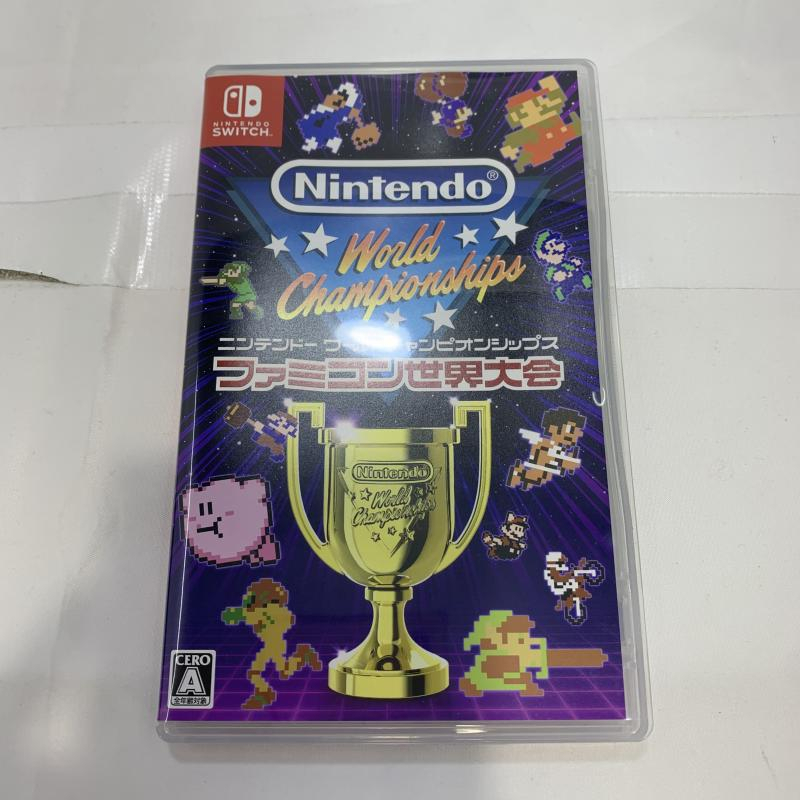 NINTENDO
SWITCH™
Nintendo®
World
Championships
ニンテンドー ワールドチャンピオンシップス
ファミコン世界大会
Nintendo
World
Championships
CERO
A
全年齢対象